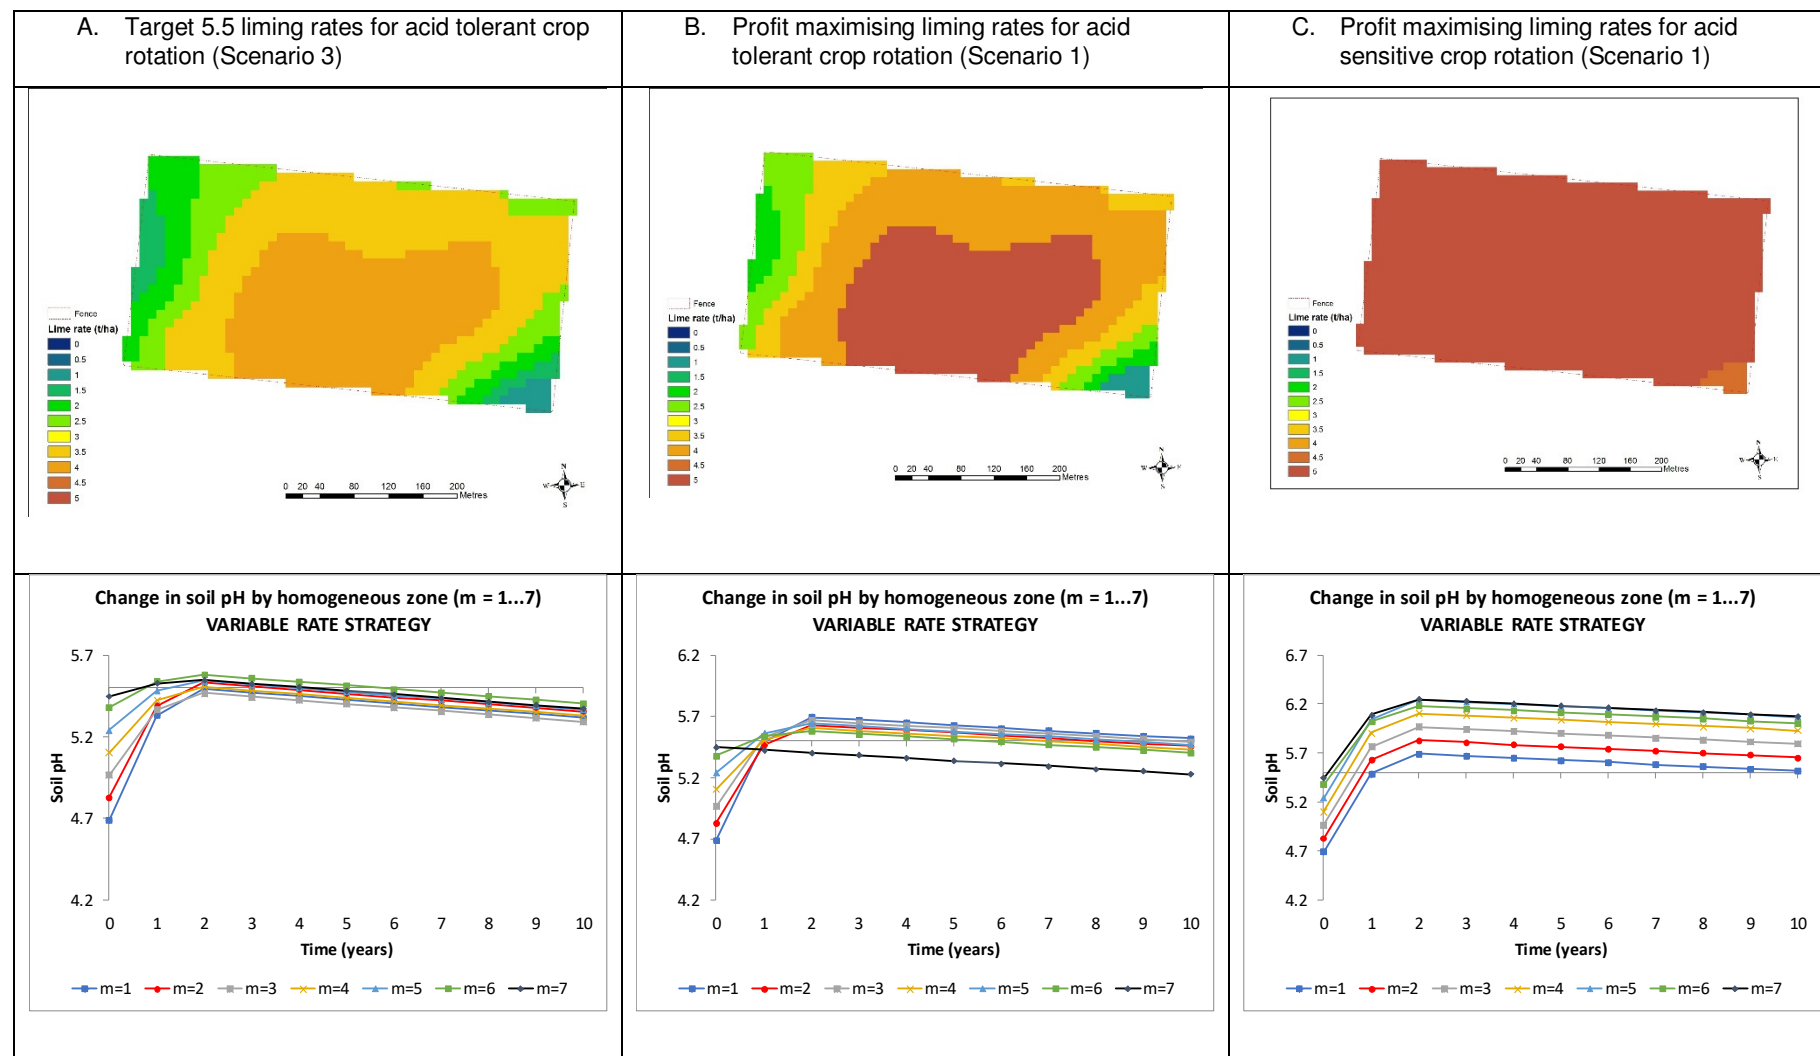 A. Target 5.5 liming rates for acid tolerant crop
rotation (Scenario 3)
B. Profit maximising liming rates for acid
tolerant crop rotation (Scenario 1)
C. Profit maximising liming rates for acid
sensitive crop rotation (Scenario 1)
Fence
Lime rate (t/ha)
0
0.5
1
1.5
2
2.5
3
3.5
4
4.5
5
0 20 40 80 120 160 200
Metres
N
W E
S
Fence
Lime rate (t/ha)
0
0.5
1
1.5
2
2.5
3
3.5
4
4.5
5
0 20 40 80 120 160 200
Metres
N
W E
S
Fence
Lime rate (t/ha)
0
0.5
1
1.5
2
2.5
3
3.5
4
4.5
5
0 20 40 80 120 160 200
Metres
N
W E
S
Change in soil pH by homogeneous zone (m = 1...7)
VARIABLE RATE STRATEGY
5.7
5.2
4.7
4.2
Soil pH
0 1 2 3 4 5 6 7 8 9 10
Time (years)
m=1 m=2 m=3 m=4 m=5 m=6 m=7
Change in soil pH by homogeneous zone (m = 1...7)
VARIABLE RATE STRATEGY
6.2
5.7
5.2
4.7
4.2
Soil pH
0 1 2 3 4 5 6 7 8 9 10
Time (years)
m=1 m=2 m=3 m=4 m=5 m=6 m=7
Change in soil pH by homogeneous zone (m = 1...7)
VARIABLE RATE STRATEGY
6.7
6.2
5.7
5.2
4.7
4.2
Soil pH
0 1 2 3 4 5 6 7 8 9 10
Time (years)
m=1 m=2 m=3 m=4 m=5 m=6 m=7